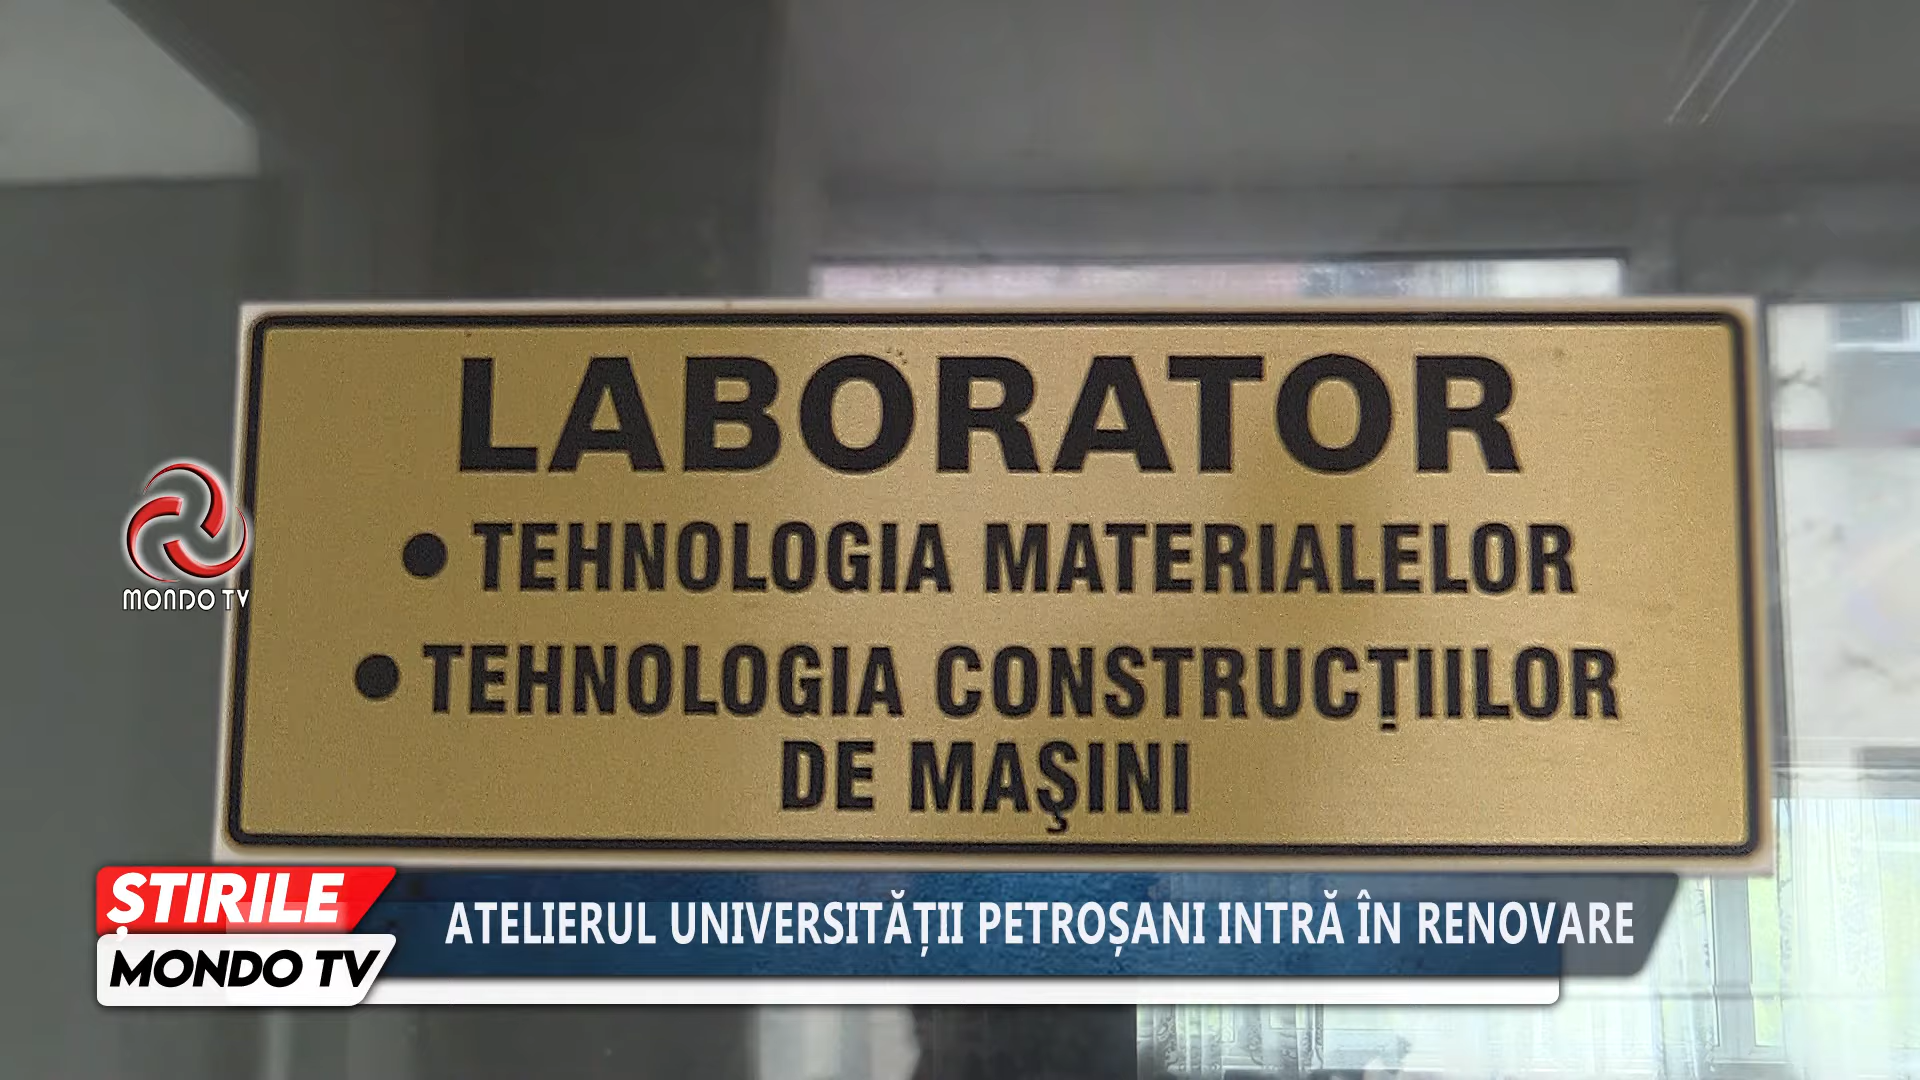 LABORATOR
● TEHNOLOGIA MATERIALELOR
● TEHNOLOGIA CONSTRUCȚIILOR
DE MAŞINI
MONDO TV
ȘTIRILE
MONDO TV
ATELIERUL UNIVERSITĂȚII PETROȘANI INTRĂ ÎN RENOVARE